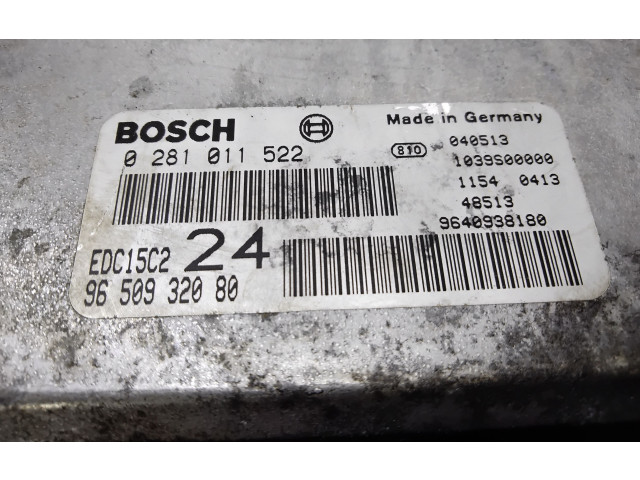 BOSCH
Made in Germany
0 281 011 522
810
040513
1039S00000
1154 0413
48513
9640938180
EDC15C2 24
96 509 320 80